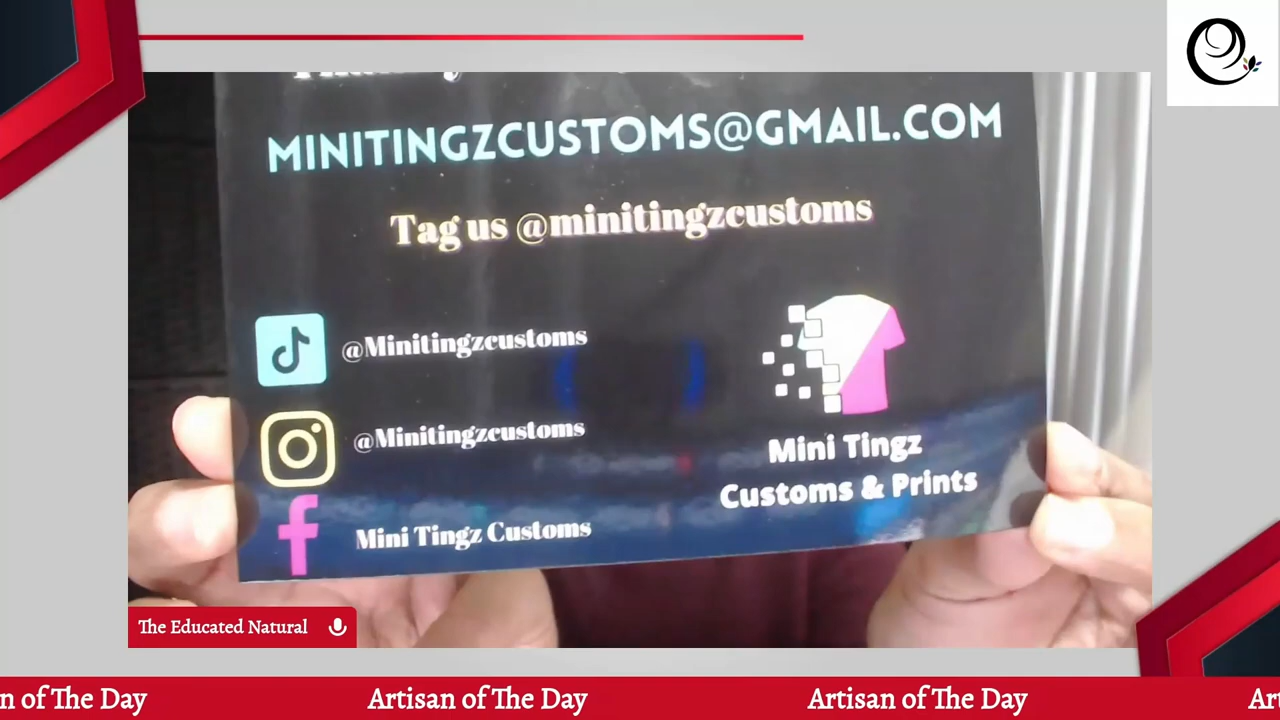 MINITINGZCUSTOMS@GMAIL.COM
Tag us @minitingzcustoms
@Minitingzcustoms
@Minitingzcustoms
Mini Tingz Customs
Mini Tingz
Customs & Prints
The Educated Natural
n of The Day Artisan of The Day Artisan of The Day Ar